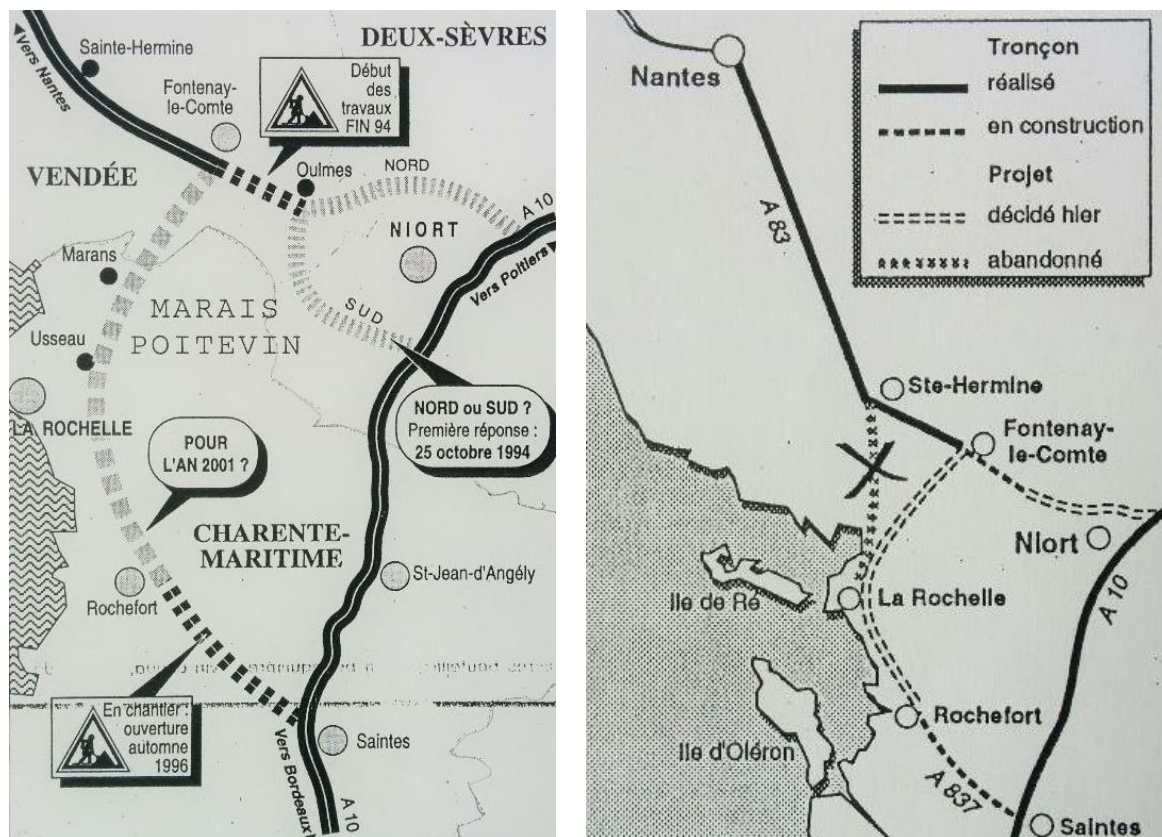 DEUX-SÈVRES
Vers Nantes
Sainte-Hermine
Fontenay-
le-Comte
Début
des
travaux
FIN 94
VENDÉE
Oulmes
NORD
A 10
NIORT
Vers Poitiers
Marans
MARAIS
POITEVIN
SUD
Usseau
LA ROCHELLE
NORD ou SUD ?
Première réponse :
25 octobre 1994
POUR
L'AN 2001 ?
CHARENTE-
MARITIME
St-Jean-d'Angély
Rochefort
En chantier :
ouverture
automne
1996
Saintes
Vers Bordeaux
A 10
Nantes
Tronçon
réalisé
en construction
Projet
décidé hier
abandonné
A 83
Ste-Hermine
Fontenay-
le-Comte
Niort
A 10
Ile de Ré
La Rochelle
Rochefort
Ile d'Oléron
A 837
Saintes